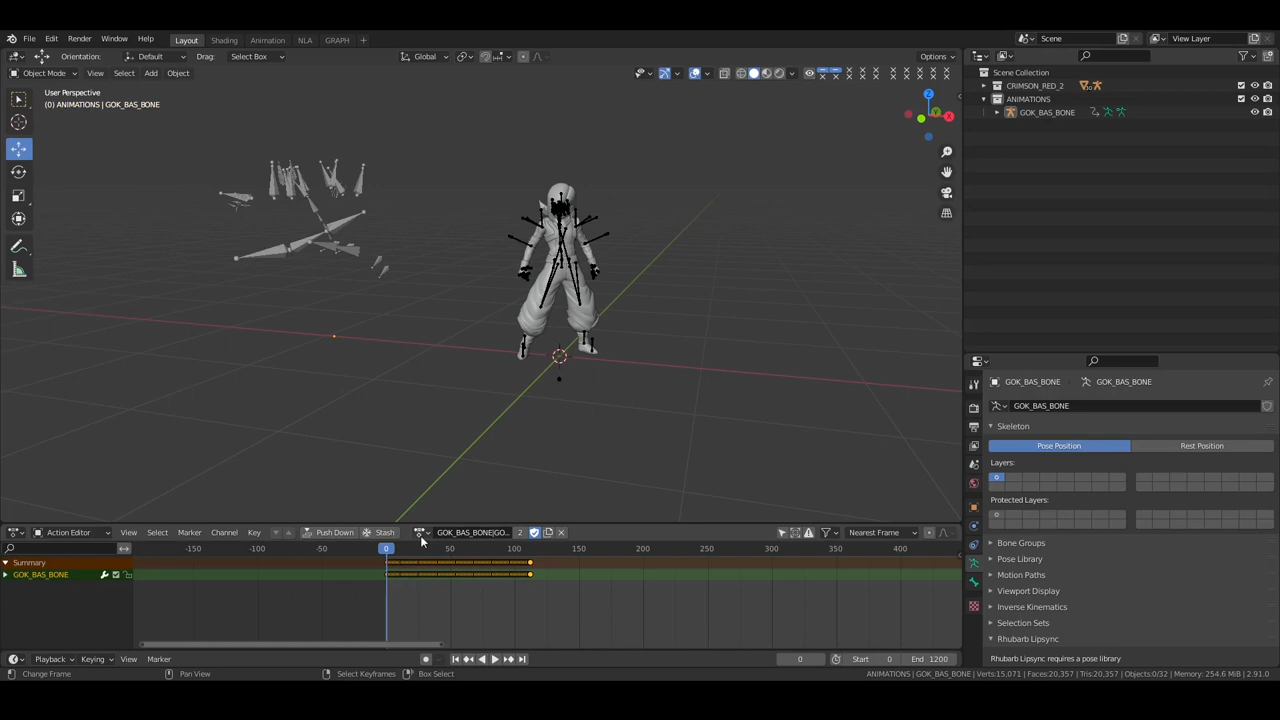 File Edit Render Window Help Layout Shading Animation NLA GRAPH + Scene View Layer
Orientation: Default Drag: Select Box Global Options
Object Mode View Select Add Object
User Perspective
(0) ANIMATIONS | GOK_BAS_BONE
Z
Y
X
Scene Collection
CRIMSON_RED_2
ANIMATIONS
GOK_BAS_BONE
GOK_BAS_BONE GOK_BAS_BONE
GOK_BAS_BONE
Skeleton
Pose Position Rest Position
Layers:
Protected Layers:
Bone Groups
Pose Library
Motion Paths
Viewport Display
Inverse Kinematics
Selection Sets
Rhubarb Lipsync
Rhubarb Lipsync requires a pose library
Action Editor View Select Marker Channel Key Push Down Stash GOK_BAS_BONE|GO... 2 Nearest Frame
-150 -100 -50 0 50 100 150 200 250 300 350 400
Summary
GOK_BAS_BONE
Playback Keying View Marker 0 Start 0 End 1200
Change Frame Pan View Select Keyframes Box Select ANIMATIONS | GOK_BAS_BONE | Verts:15,071 | Faces:20,357 | Tris:20,357 | Objects:0/32 | Memory: 254.6 MiB | 2.91.0